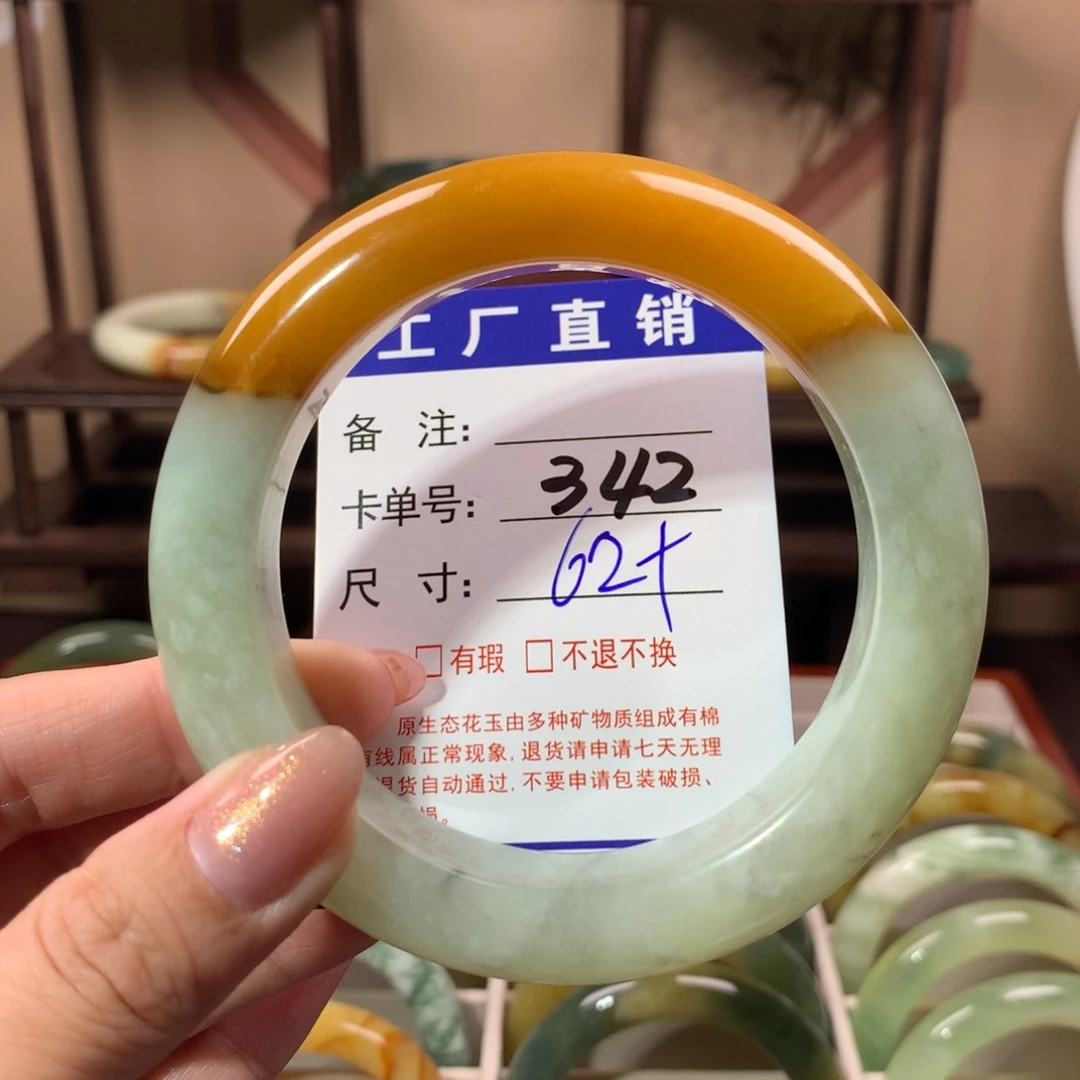 工厂直销
备 注:
卡单号: 342
尺 寸: 62+
□有瑕 □不退不换
原生态花玉由多种矿物质组成有棉
有线属正常现象,退货请申请七天无理
退货自动通过,不要申请包装破损、
损。